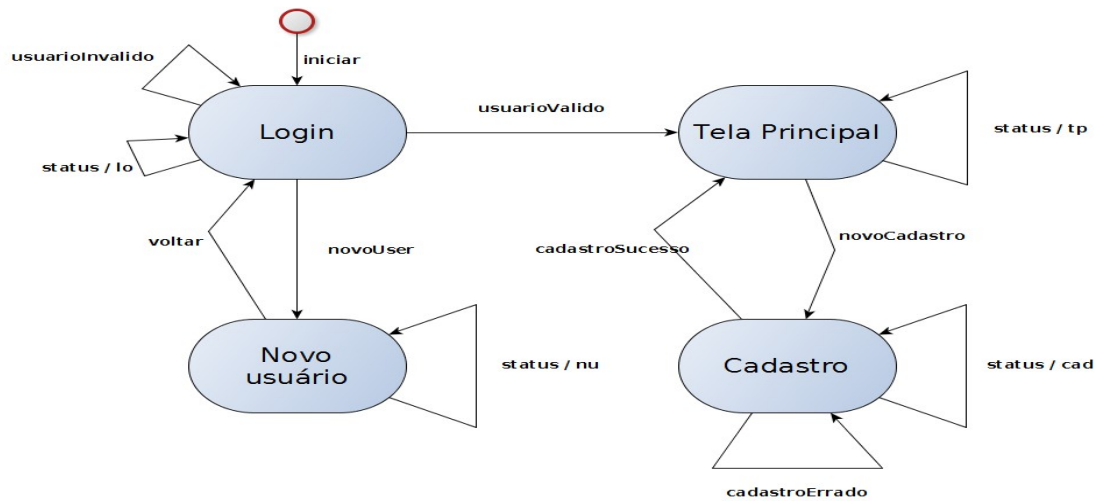 usuarioInvalido
iniciar
Login
usuarioValido
Tela Principal
status / tp
status / lo
voltar
novoUser
cadastroSucesso
novoCadastro
Novo
usuário
status / nu
Cadastro
status / cad
cadastroErrado